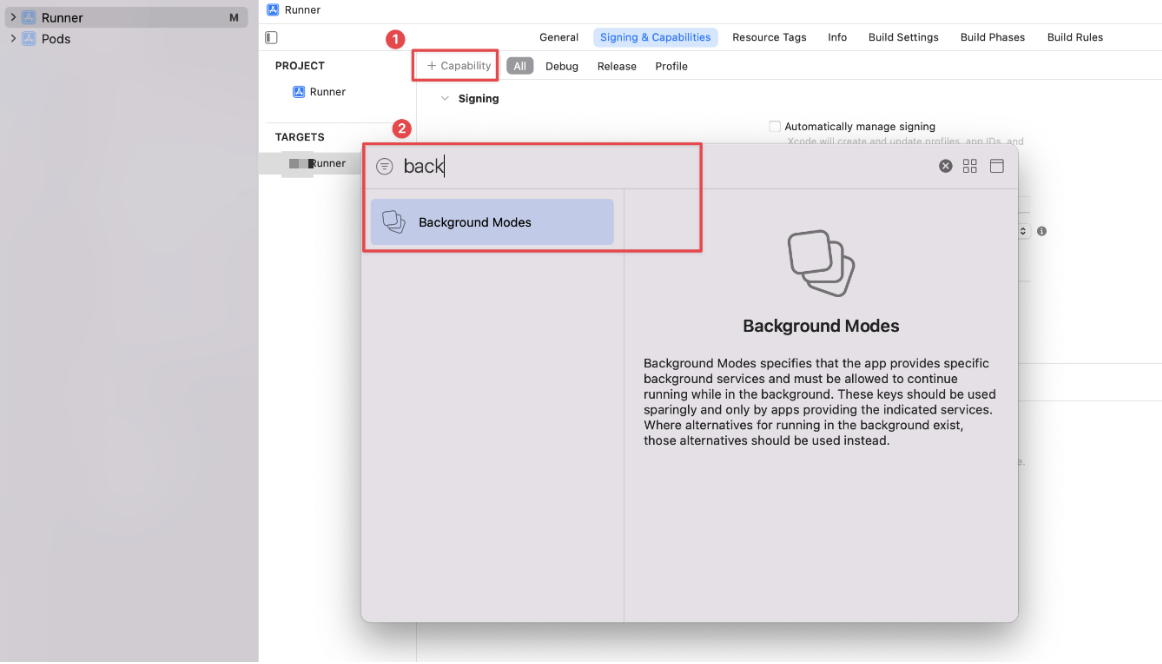 Runner M
Pods
Runner
General Signing & Capabilities Resource Tags Info Build Settings Build Phases Build Rules
1
PROJECT
+ Capability All Debug Release Profile
Runner
Signing
TARGETS
2
Automatically manage signing
Xcode will create and update profiles, app IDs, and
Runner
back
Background Modes
Background Modes
Background Modes specifies that the app provides specific
background services and must be allowed to continue
running while in the background. These keys should be used
sparingly and only by apps providing the indicated services.
Where alternatives for running in the background exist,
those alternatives should be used instead.